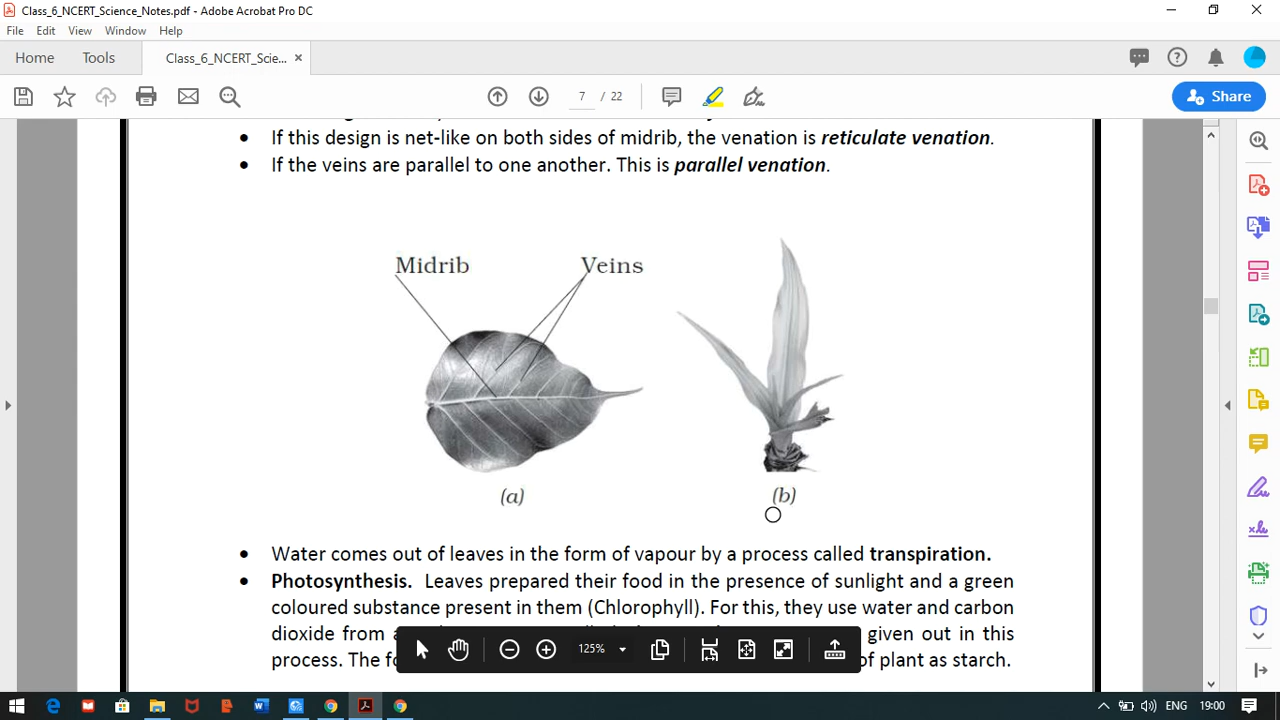 Class_6_NCERT_Science_Notes.pdf - Adobe Acrobat Pro DC
File Edit View Window Help
Home Tools Class_6_NCERT_Scie... ×
7 / 22
Share
• If this design is net-like on both sides of midrib, the venation is reticulate venation.
• If the veins are parallel to one another. This is parallel venation.
Midrib Veins
(a) (b)
• Water comes out of leaves in the form of vapour by a process called transpiration.
• Photosynthesis. Leaves prepared their food in the presence of sunlight and a green
coloured substance present in them (Chlorophyll). For this, they use water and carbon
dioxide from given out in this
process. The of plant as starch.
125%
ENG 19:00